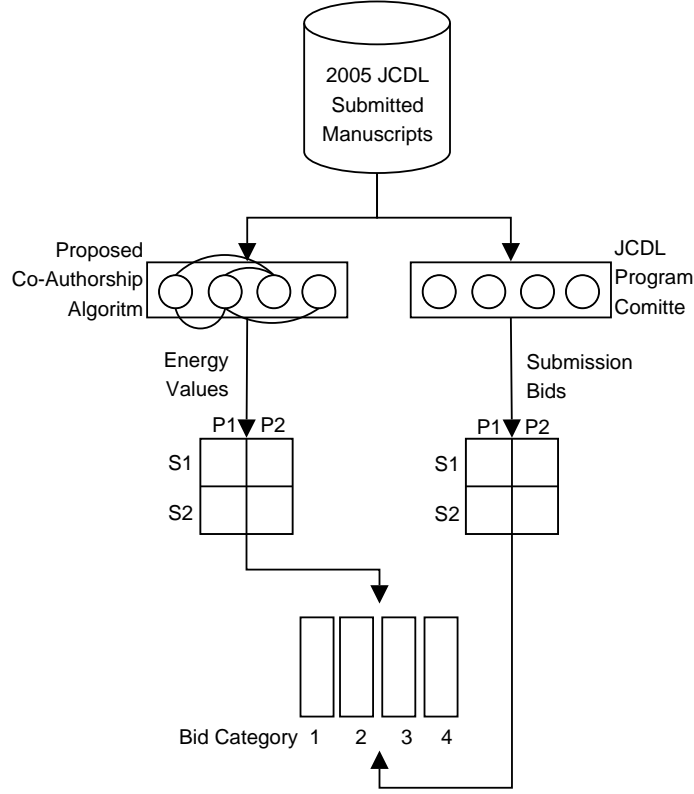 2005 JCDL
Submitted
Manuscripts
Proposed
Co-Authorship
Algoritm
JCDL
Program
Comitte
Energy
Values
Submission
Bids
P1 P2
S1
S2
P1 P2
S1
S2
Bid Category 1 2 3 4